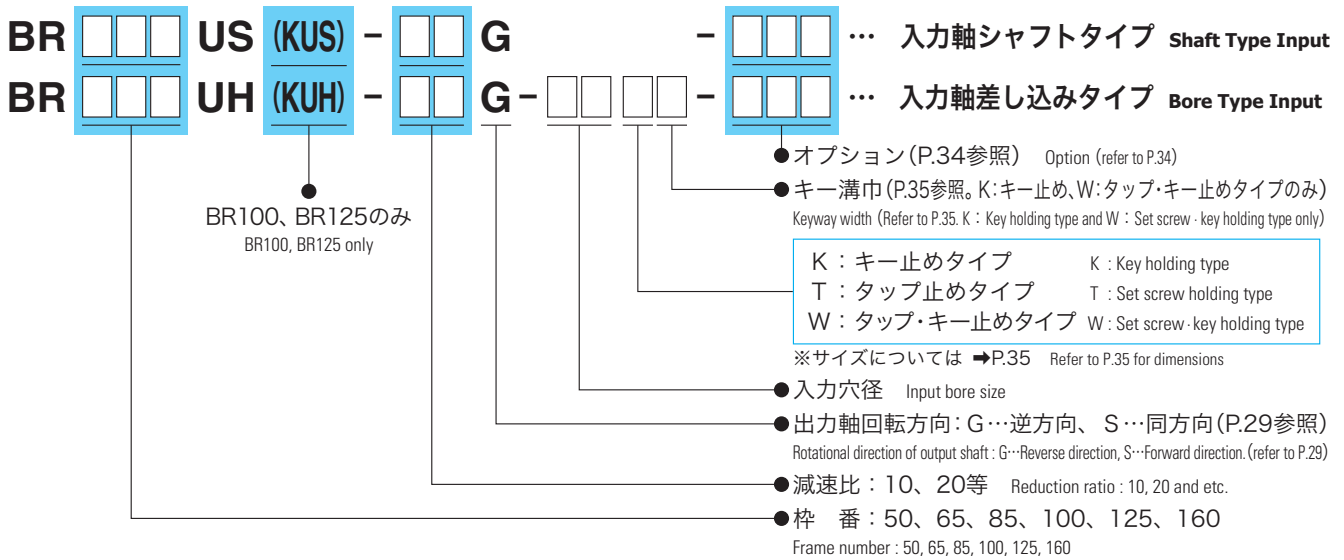 BR □□□ US (KUS) - □□ G - □□□ … 入力軸シャフトタイプ Shaft Type Input
BR □□□ UH (KUH) - □□ G - □□ □□ - □□□ … 入力軸差し込みタイプ Bore Type Input
●オプション(P.34参照) Option (refer to P.34)
●キー溝巾(P.35参照。K:キー止め、W:タップ・キー止めタイプのみ)
Keyway width (Refer to P.35. K : Key holding type and W : Set screw · key holding type only)
BR100、BR125のみ
BR100, BR125 only
K:キー止めタイプ K : Key holding type
T:タップ止めタイプ T : Set screw holding type
W:タップ・キー止めタイプ W : Set screw · key holding type
※サイズについては ➡P.35 Refer to P.35 for dimensions
●入力穴径 Input bore size
●出力軸回転方向:G…逆方向、S…同方向(P.29参照)
Rotational direction of output shaft : G…Reverse direction, S…Forward direction. (refer to P.29)
●減速比:10、20等 Reduction ratio : 10, 20 and etc.
●枠 番:50、65、85、100、125、160
Frame number : 50, 65, 85, 100, 125, 160